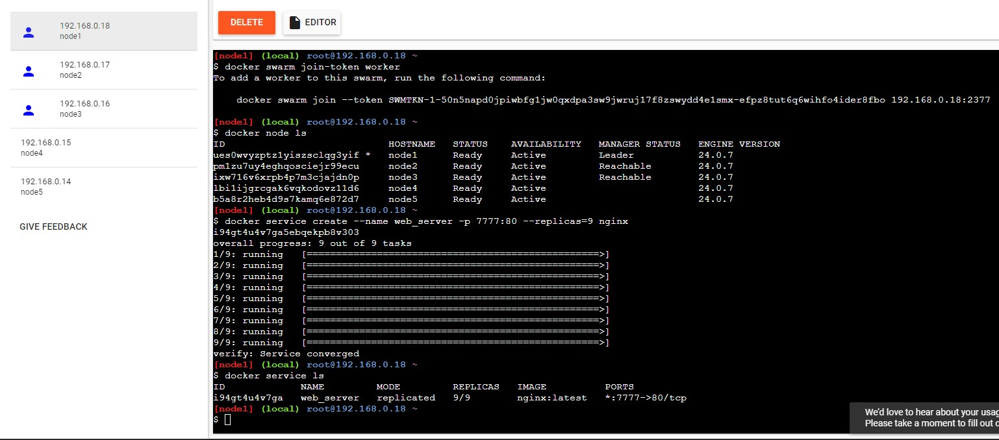 192.168.0.18
node1
192.168.0.17
node2
192.168.0.16
node3
192.168.0.15
node4
192.168.0.14
node5
GIVE FEEDBACK
DELETE
EDITOR
[node1] (local) root@192.168.0.18 ~
$ docker swarm join-token worker
To add a worker to this swarm, run the following command:
docker swarm join --token SWMTKN-1-50n5napd0jpiwbfg1jw0qxdpa3sw9jwruj17f8zswydd4e1smx-efpz8tut6q6wihfo4ider8fbo 192.168.0.18:2377
[node1] (local) root@192.168.0.18 ~
$ docker node ls
ID HOSTNAME STATUS AVAILABILITY MANAGER STATUS ENGINE VERSION
ues0wvyzptz1yiszsclqg3yif * node1 Ready Active Leader 24.0.7
pm1zu7uy4eghqosciejr99ecu node2 Ready Active Reachable 24.0.7
ixw716v6xrpb4p7m3cjajdn0p node3 Ready Active Reachable 24.0.7
lbi1ijgrcgak6vqkodovz11d6 node4 Ready Active 24.0.7
b5a8r2heb4d9s7kamq6e872d7 node5 Ready Active 24.0.7
[node1] (local) root@192.168.0.18 ~
$ docker service create --name web_server -p 7777:80 --replicas=9 nginx
i94gt4u4v7ga5ebqekpb8v303
overall progress: 9 out of 9 tasks
1/9: running [==================================================>]
2/9: running [==================================================>]
3/9: running [==================================================>]
4/9: running [==================================================>]
5/9: running [==================================================>]
6/9: running [==================================================>]
7/9: running [==================================================>]
8/9: running [==================================================>]
9/9: running [==================================================>]
verify: Service converged
[node1] (local) root@192.168.0.18 ~
$ docker service ls
ID NAME MODE REPLICAS IMAGE PORTS
i94gt4u4v7ga web_server replicated 9/9 nginx:latest *:7777->80/tcp
[node1] (local) root@192.168.0.18 ~
$
We'd love to hear about your usag
Please take a moment to fill out o